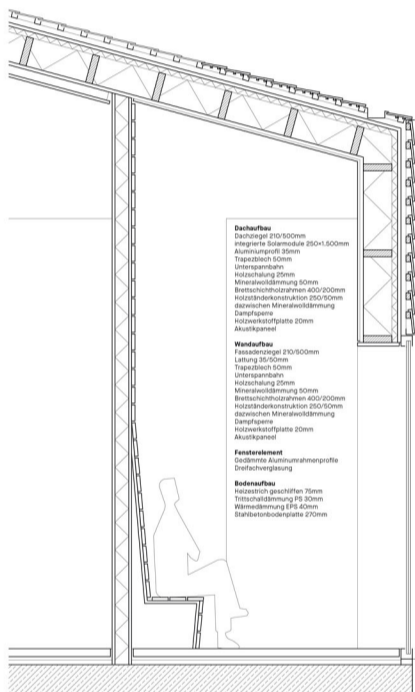 Dachaufbau
Dachziegel 210/500mm
integrierte Solarmodule 250×1,500mm
Aluminiumprofil 35mm
Trapezblech 50mm
Unterspannbahn
Holzschalung 25mm
Mineralwolldämmung 50mm
Brettschichtholzrahmen 400/200mm
Holzständerkonstruktion 250/50mm
dazwischen Mineralwolldämmung
Dampfsperre
Holzwerkstoffplatte 20mm
Akustikpaneel
Wandaufbau
Fassadenziegel 210/500mm
Lattung 35/50mm
Trapezblech 50mm
Unterspannbahn
Holzschalung 25mm
Mineralwolldämmung 50mm
Brettschichtholzrahmen 400/200mm
Holzständerkonstruktion 250/50mm
dazwischen Mineralwolldämmung
Dampfsperre
Holzwerkstoffplatte 20mm
Akustikpaneel
Fensterelement
Gedämmte Aluminumrahmenprofile
Dreifachverglasung
Bodenaufbau
Heizestrich geschliffen 75mm
Trittschalldämmung PS 30mm
Wärmedämmung EPS 40mm
Stahlbetonbodenplatte 270mm